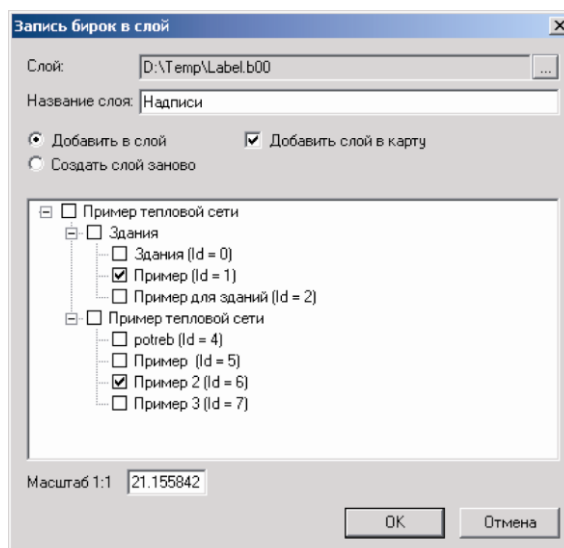 Запись бирок в слой
Слой: D:\Temp\Label.b00 ...
Название слоя: Надписи
Добавить в слой Добавить слой в карту
Создать слой заново
Пример тепловой сети
Здания
Здания (Id = 0)
Пример (Id = 1)
Пример для зданий (Id = 2)
Пример тепловой сети
potreb (Id = 4)
Пример (Id = 5)
Пример 2 (Id = 6)
Пример 3 (Id = 7)
Масштаб 1:1 21.155842
OK Отмена